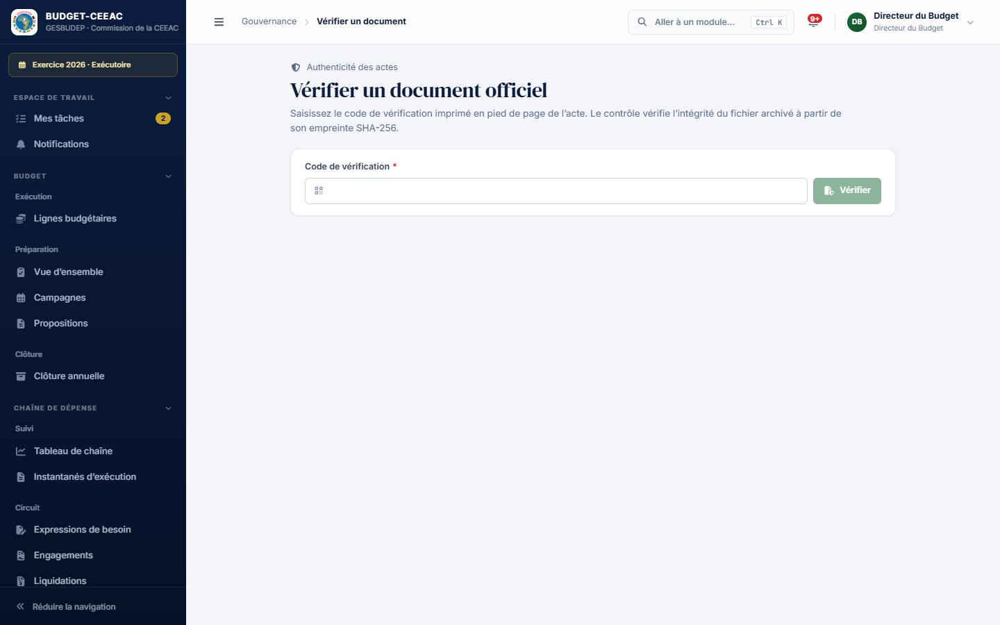 BUDGET-CEEAC
GESBUDEP · Commission de la CEEAC
Exercice 2026 · Exécutoire
ESPACE DE TRAVAIL
Mes tâches
2
Notifications
BUDGET
Exécution
Lignes budgétaires
Préparation
Vue d’ensemble
Campagnes
Propositions
Clôture
Clôture annuelle
CHAÎNE DE DÉPENSE
Suivi
Tableau de chaîne
Instantanés d’exécution
Circuit
Expressions de besoin
Engagements
Liquidations
Réduire la navigation
Gouvernance
Vérifier un document
Aller à un module...
Ctrl K
9+
DB
Directeur du Budget
Directeur du Budget
Authenticité des actes
Vérifier un document officiel
Saisissez le code de vérification imprimé en pied de page de l’acte. Le contrôle vérifie l’intégrité du fichier archivé à partir de
son empreinte SHA-256.
Code de vérification *
Vérifier